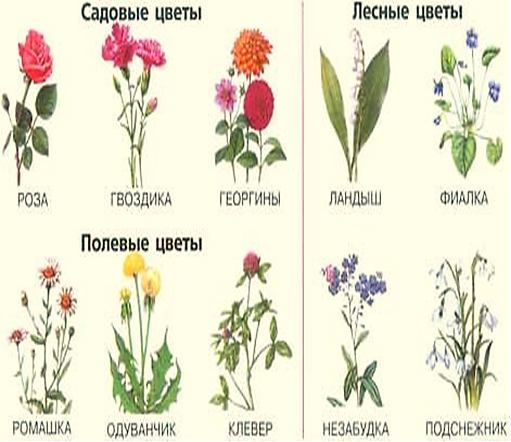 Садовые цветы
РОЗА
ГВОЗДИКА
ГЕОРГИНЫ
Полевые цветы
РОМАШКА
ОДУВАНЧИК
КЛЕВЕР
Лесные цветы
ЛАНДЫШ
ФИАЛКА
НЕЗАБУДКА
ПОДСНЕЖНИК